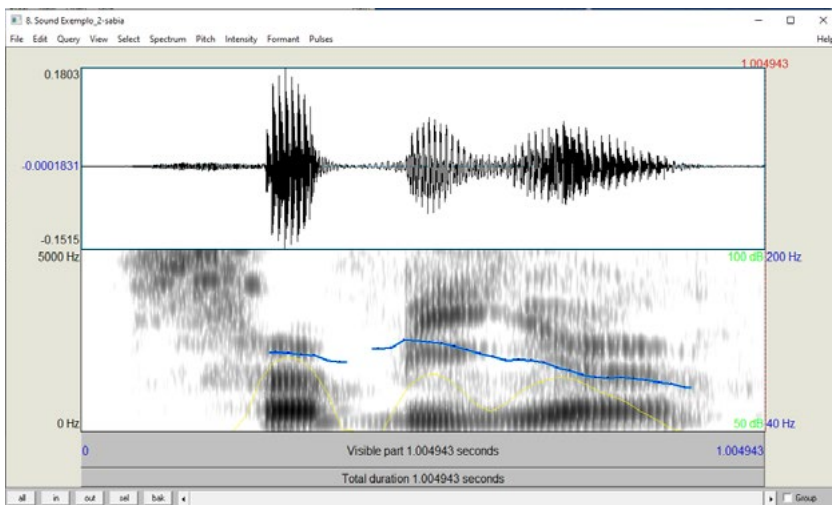 8. Sound Exemplo_2-sabia
File Edit Query View Select Spectrum Pitch Intensity Formant Pulses Help
1.004943
0.1803
-0.0001831
-0.1515
5000 Hz 100 dB 200 Hz
0 Hz 50 dB 40 Hz
0 Visible part 1.004943 seconds 1.004943
Total duration 1.004943 seconds
all in out sel bak Group